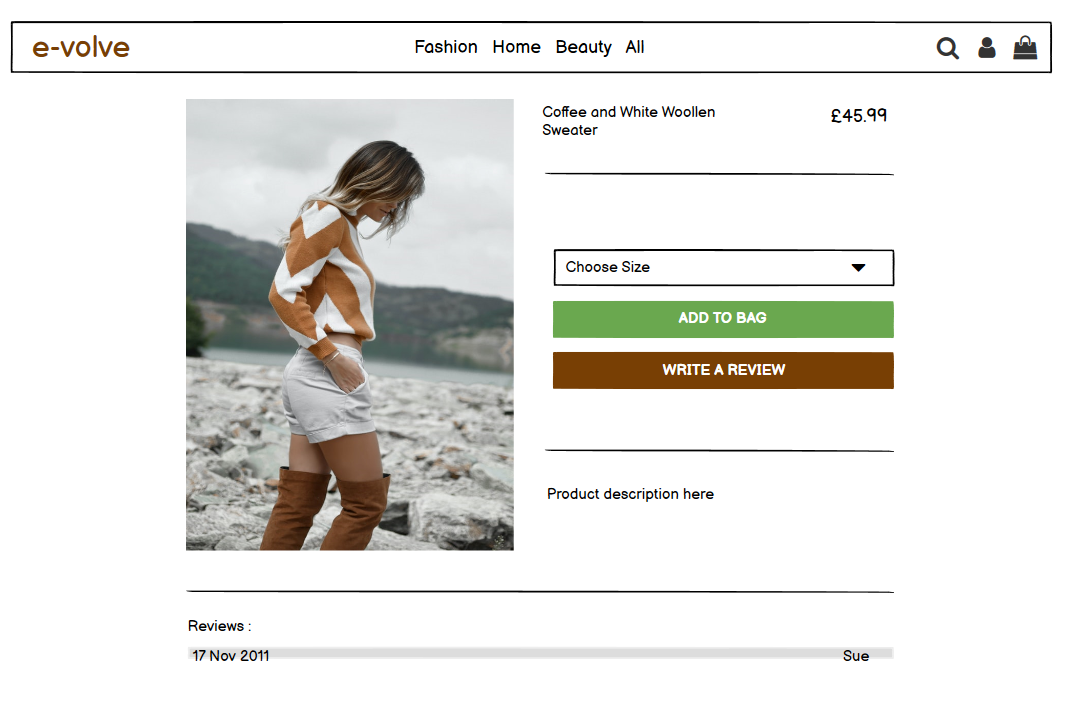 e-volve
Fashion Home Beauty All
Coffee and White Woollen
Sweater
£45.99
Choose Size
ADD TO BAG
WRITE A REVIEW
Product description here
Reviews :
17 Nov 2011 Sue